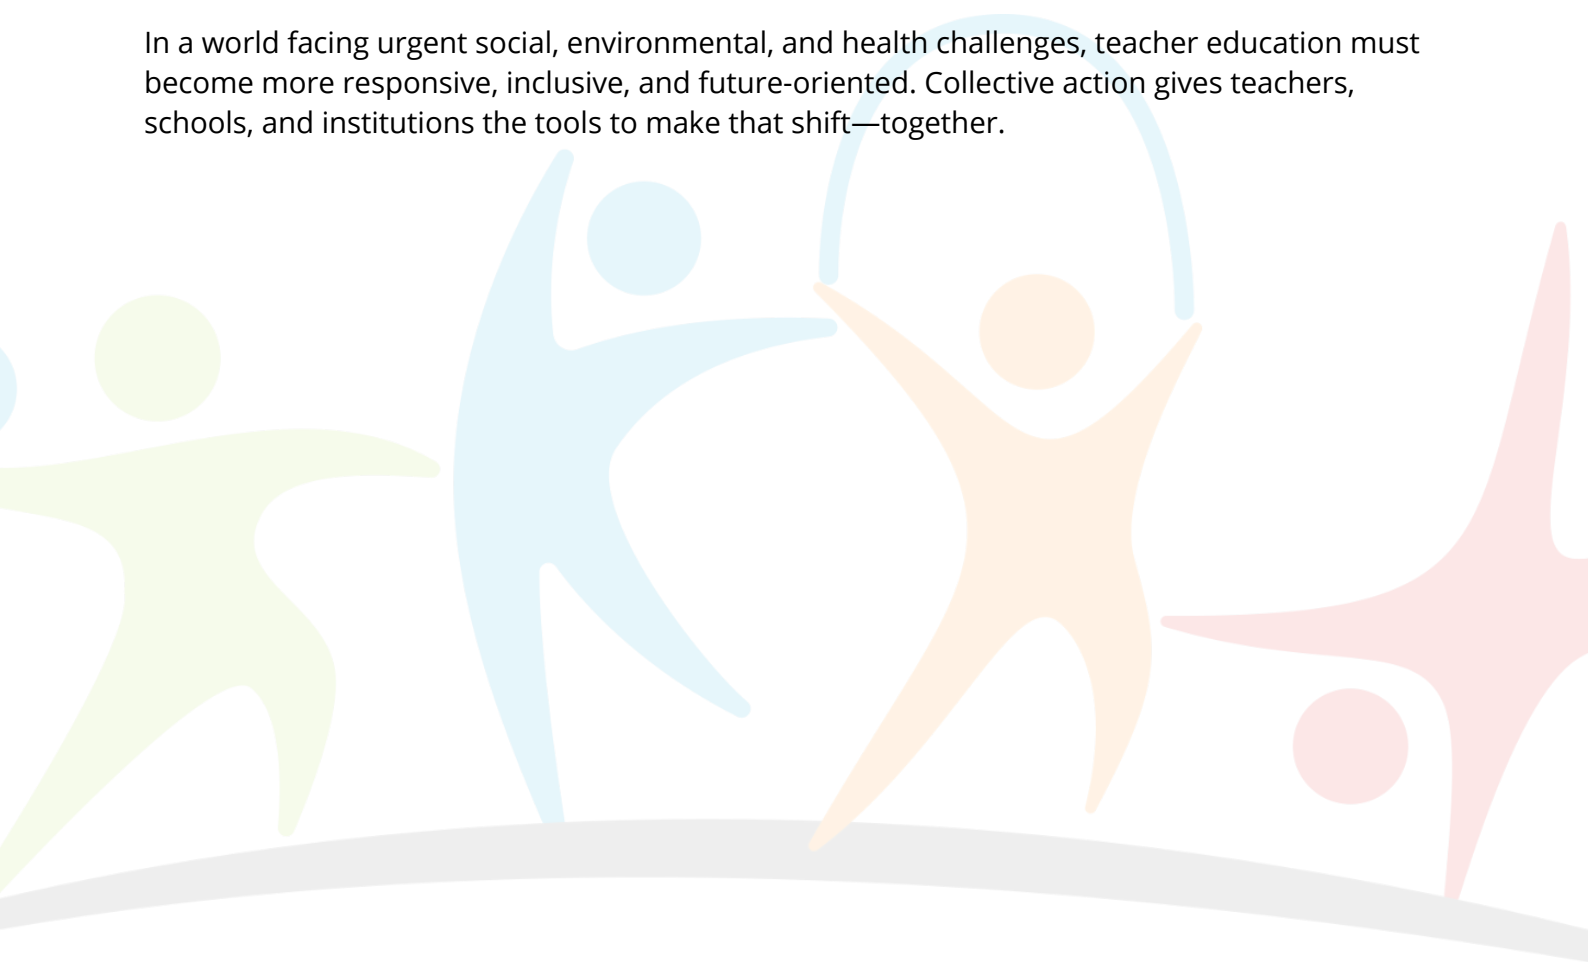 In a world facing urgent social, environmental, and health challenges, teacher education must
become more responsive, inclusive, and future-oriented. Collective action gives teachers,
schools, and institutions the tools to make that shift—together.